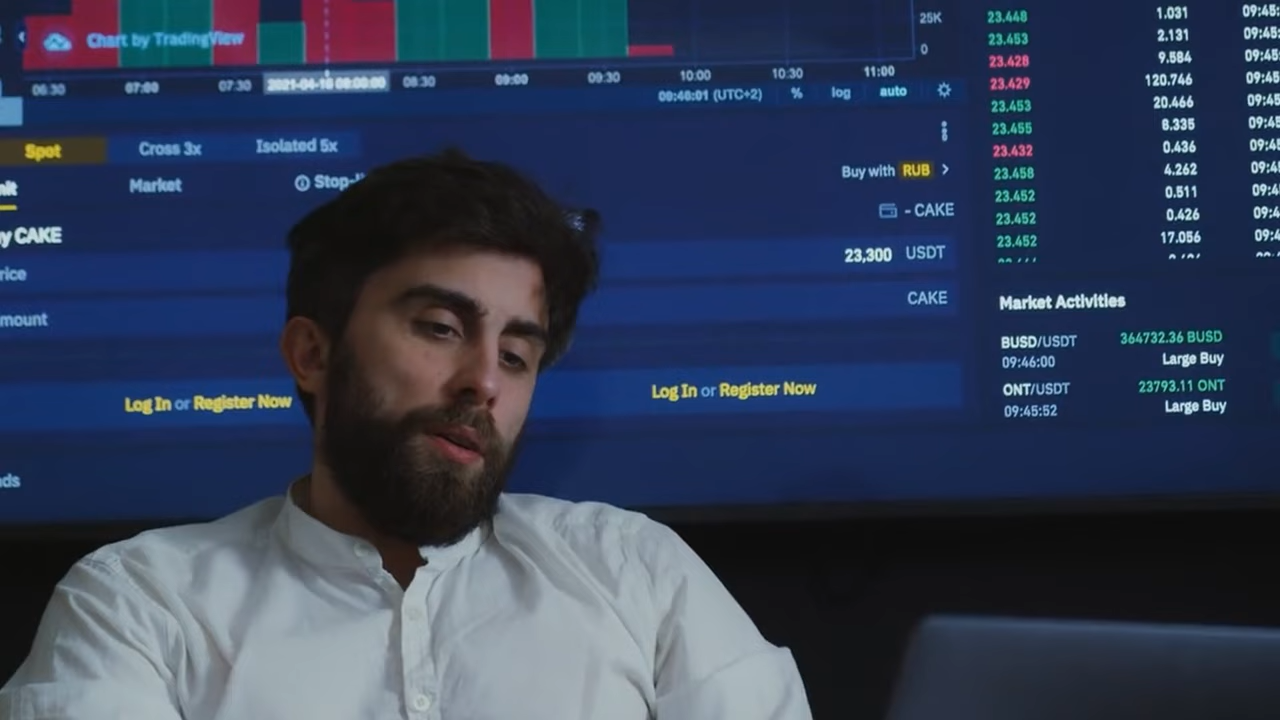 Chart by TradingView
25K
0
06:30 07:00 07:30 2021-04-16 08:00:00 08:30 09:00 09:30 10:00 10:30 11:00
09:46:01 (UTC+2) % log auto
Spot Cross 3x Isolated 5x
Market
Buy with RUB
- CAKE
CAKE
23,300 USDT
CAKE
Log In or Register Now
Log In or Register Now
23.448 1.031
23.453 2.131
23.428 9.584
23.429 120.746
23.453 20.466
23.455 8.335
23.432 0.436
23.458 4.262
23.452 0.511
23.452 0.426
23.452 17.056
Market Activities
BUSD/USDT 364732.36 BUSD
09:46:00 Large Buy
ONT/USDT 23793.11 ONT
09:45:52 Large Buy